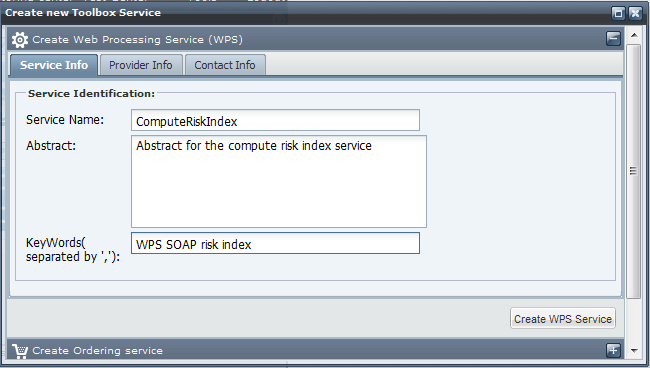 Create new Toolbox Service
Create Web Processing Service (WPS)
Service Info Provider Info Contact Info
Service Identification:
Service Name: ComputeRiskIndex
Abstract: Abstract for the compute risk index service
KeyWords( separated by ','): WPS SOAP risk index
Create WPS Service
Create Ordering service